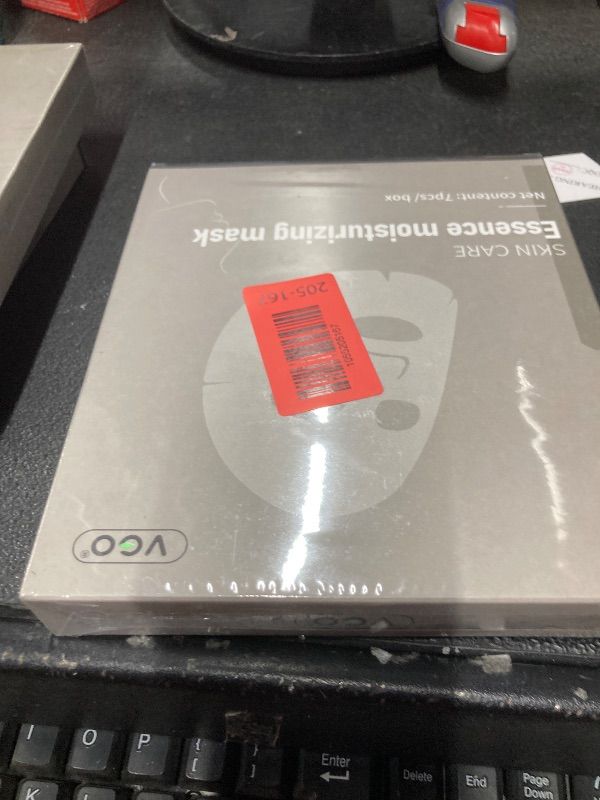 SKIN CARE
Essence moisturizing mask
Net content: 7pcs/ box
205-167
VGO®
I
O
P
{
[
}
]
Enter
Delete
End
Page
Down
K
L